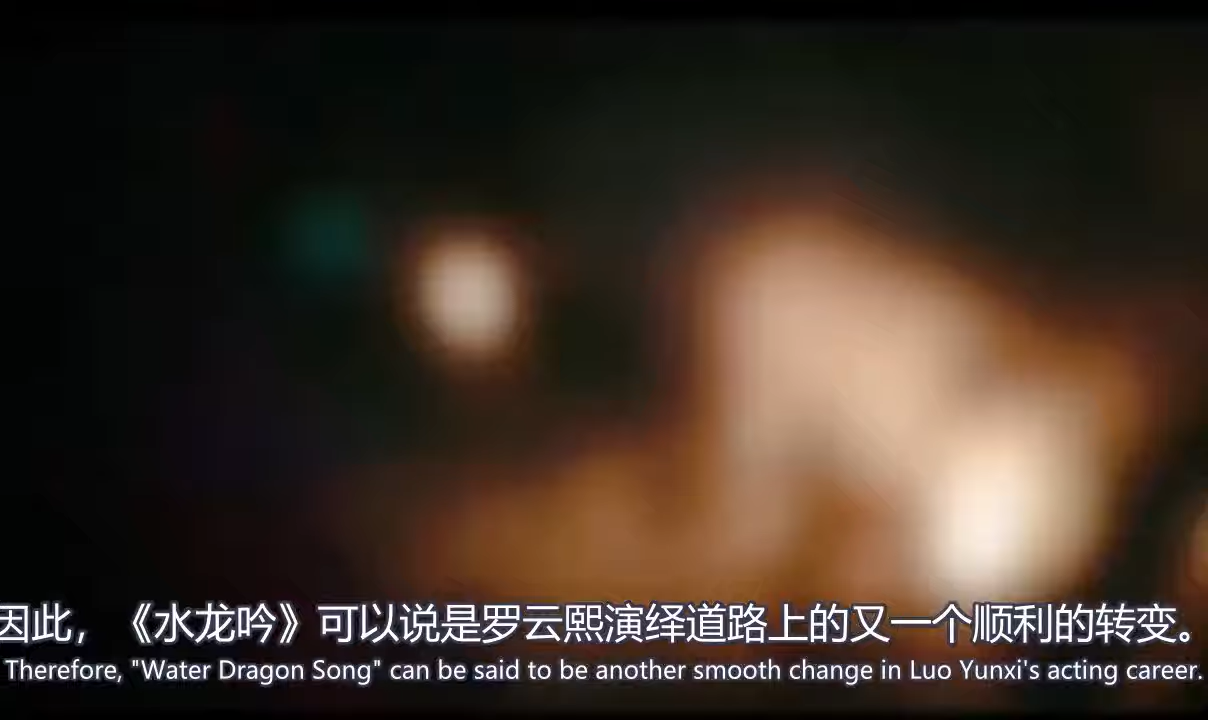 因此，《水龙吟》可以说是罗云熙演绎道路上的又一个顺利的转变。
Therefore, "Water Dragon Song" can be said to be another smooth change in Luo Yunxi's acting career.